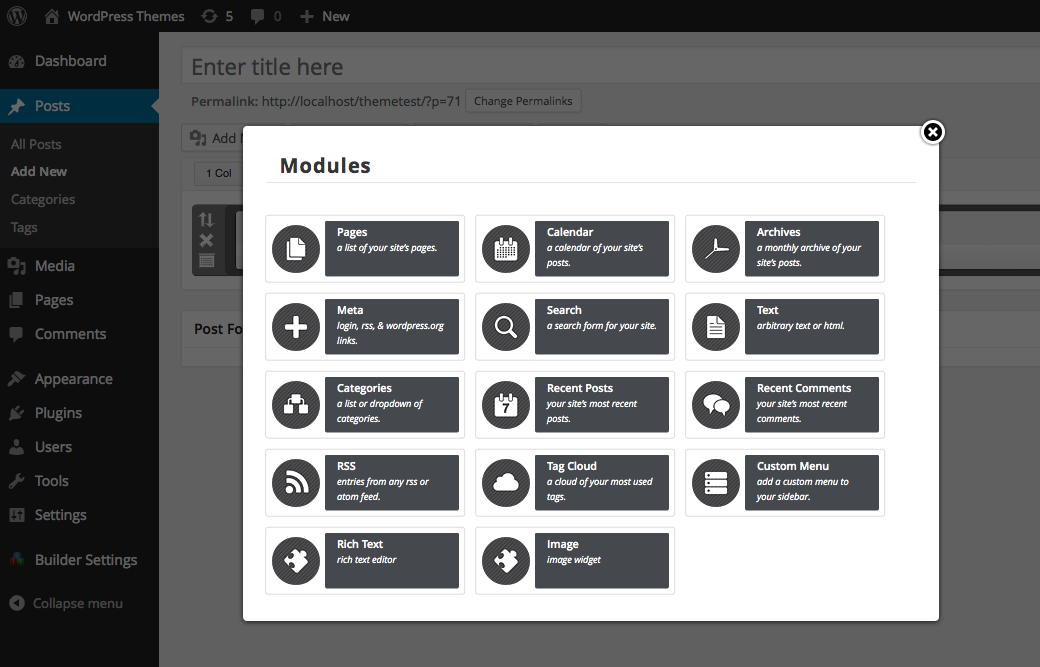 WordPress Themes 5 0 New
Dashboard
Posts
All Posts
Add New
Categories
Tags
Media
Pages
Comments
Appearance
Plugins
Users
Tools
Settings
Builder Settings
Collapse menu
Enter title here
Permalink: http://localhost/themetest/?p=71 Change Permalinks
Add
1 Col
Post Fo
Modules
Pages
a list of your site's pages.
Calendar
a calendar of your site's
posts.
Archives
a monthly archive of your
site's posts.
Meta
login, rss, & wordpress.org
links.
Search
a search form for your site.
Text
arbitrary text or html.
Categories
a list or dropdown of
categories.
7
Recent Posts
your site's most recent
posts.
Recent Comments
your site's most recent
comments.
RSS
entries from any rss or
atom feed.
Tag Cloud
a cloud of your most used
tags.
Custom Menu
add a custom menu to
your sidebar.
Rich Text
rich text editor
Image
image widget